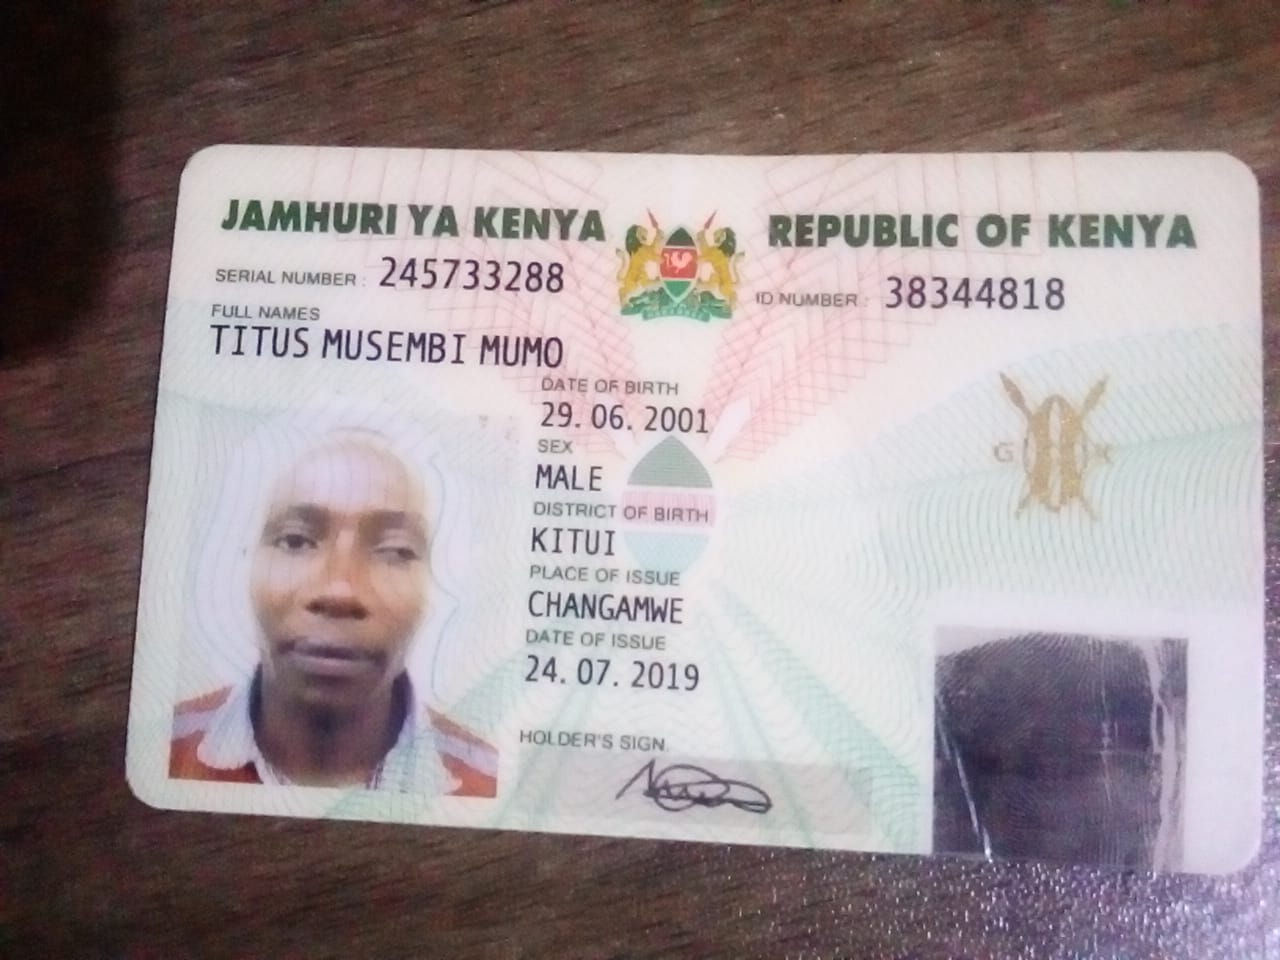 JAMHURI YA KENYA
REPUBLIC OF KENYA
SERIAL NUMBER : 245733288
ID NUMBER : 38344818
FULL NAMES
TITUS MUSEMBI MUMO
DATE OF BIRTH
29. 06. 2001
SEX
MALE
DISTRICT OF BIRTH
KITUI
PLACE OF ISSUE
CHANGAMWE
DATE OF ISSUE
24. 07. 2019
HOLDER'S SIGN.
G K